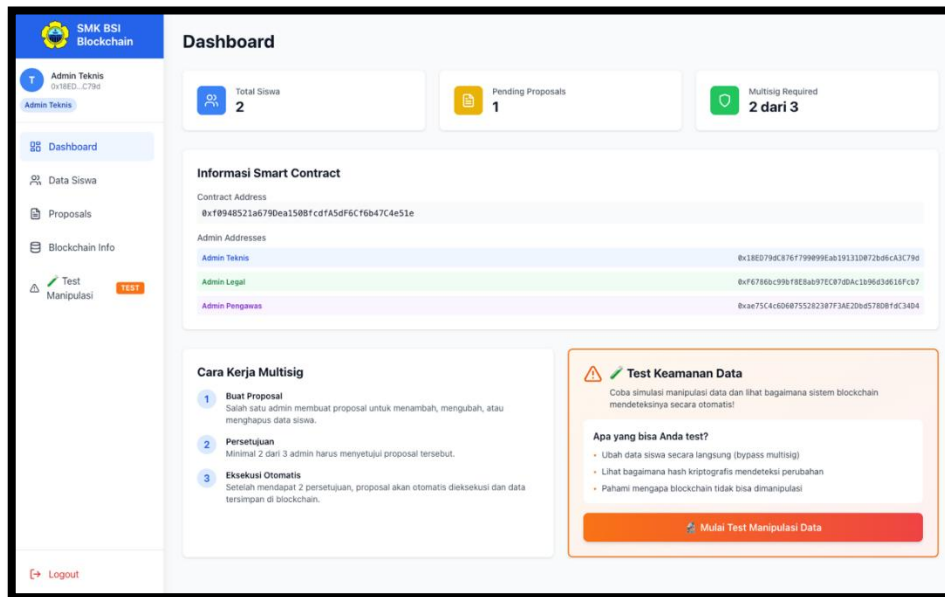 SMK BSI
Blockchain
T
Admin Teknis
0x18ED...C79d
Admin Teknis
Dashboard
Data Siswa
Proposals
Blockchain Info
Test
Manipulasi
TEST
Logout
Dashboard
Total Siswa
2
Pending Proposals
1
Multisig Required
2 dari 3
Informasi Smart Contract
Contract Address
0xf0948521a679Dea150BfcdfA5dF6Cf6b47C4e51e
Admin Addresses
Admin Teknis 0x18ED79dC876f799099Eab19131D072bd6cA3C79d
Admin Legal 0xF6786bc99bf8E8ab97EC07dDAc1b96d3d616Fcb7
Admin Pengawas 0xae75C4c6D60755282307F3AE2Dbd578D8fdC34D4
Cara Kerja Multisig
1 Buat Proposal
Salah satu admin membuat proposal untuk menambah, mengubah, atau
menghapus data siswa.
2 Persetujuan
Minimal 2 dari 3 admin harus menyetujui proposal tersebut.
3 Eksekusi Otomatis
Setelah mendapat 2 persetujuan, proposal akan otomatis dieksekusi dan data
tersimpan di blockchain.
Test Keamanan Data
Coba simulasi manipulasi data dan lihat bagaimana sistem blockchain
mendeteksinya secara otomatis!
Apa yang bisa Anda test?
• Ubah data siswa secara langsung (bypass multisig)
• Lihat bagaimana hash kriptografis mendeteksi perubahan
• Pahami mengapa blockchain tidak bisa dimanipulasi
Mulai Test Manipulasi Data